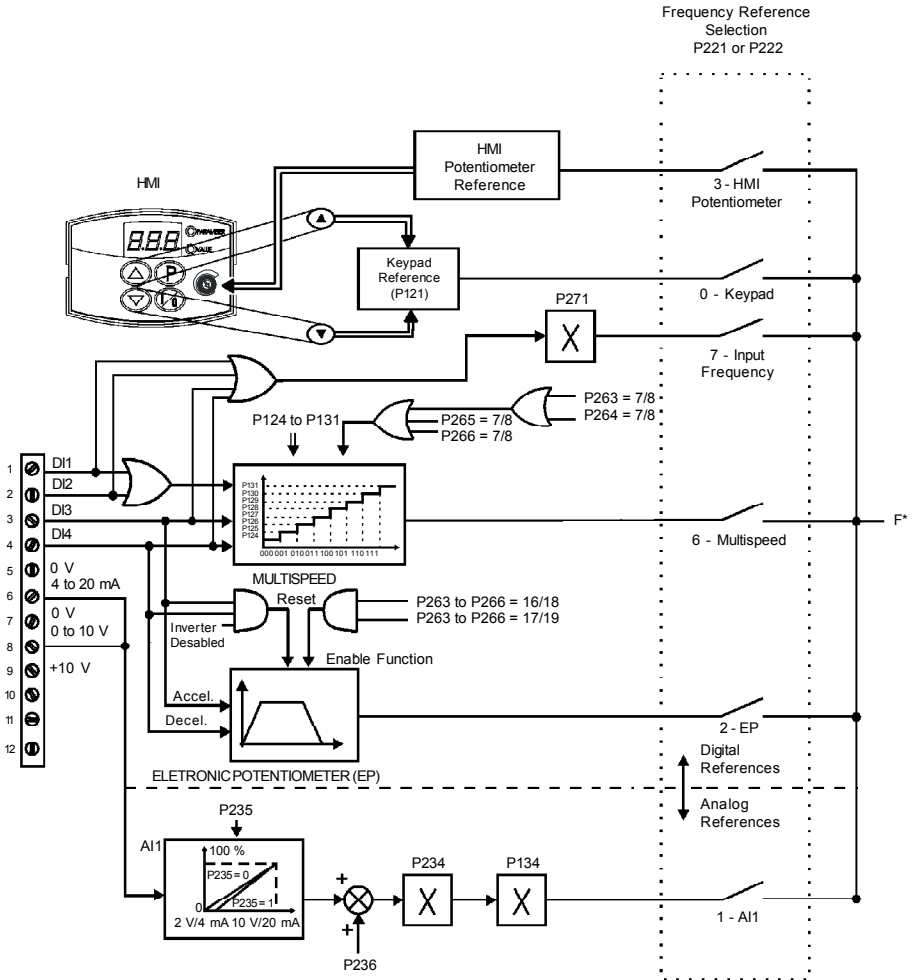 Frequency Reference
Selection
P221 or P222
HMI
Potentiometer
Reference
3 - HMI
Potentiometer
HMI
8.8.8
PARAMETER
VALUE
P
I
0
Keypad
Reference
(P121)
0 - Keypad
P271
X
7 - Input
Frequency
P124 to P131
P263 = 7/8
P264 = 7/8
P265 = 7/8
P266 = 7/8
1
2
3
4
5
6
7
8
9
10
11
12
DI1
DI2
DI3
DI4
0 V
4 to 20 mA
0 V
0 to 10 V
+10 V
P131
P130
P129
P128
P127
P126
P125
P124
000 001 010 011 100 101 110 111
MULTISPEED
6 - Multispeed
F*
Reset
Inverter
Desabled
P263 to P266 = 16/18
P263 to P266 = 17/19
Enable Function
Accel.
Decel.
2 - EP
ELETRONIC POTENTIOMETER (EP)
Digital
References
Analog
References
P235
AI1
100 %
P235 = 0
P235 = 1
0
2 V/4 mA 10 V/20 mA
+
+
P236
P234
X
P134
X
1 - AI1